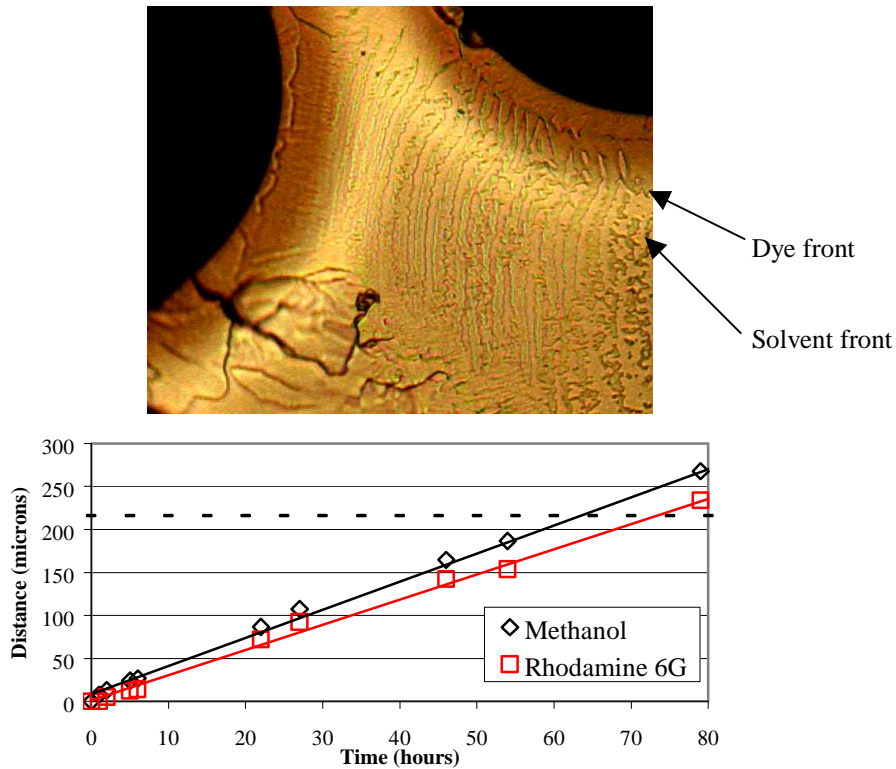 Dye front
Solvent front
300
250
200
150
100
50
0
Distance (microns)
Methanol
Rhodamine 6G
0 10 20 30 40 50 60 70 80
Time (hours)